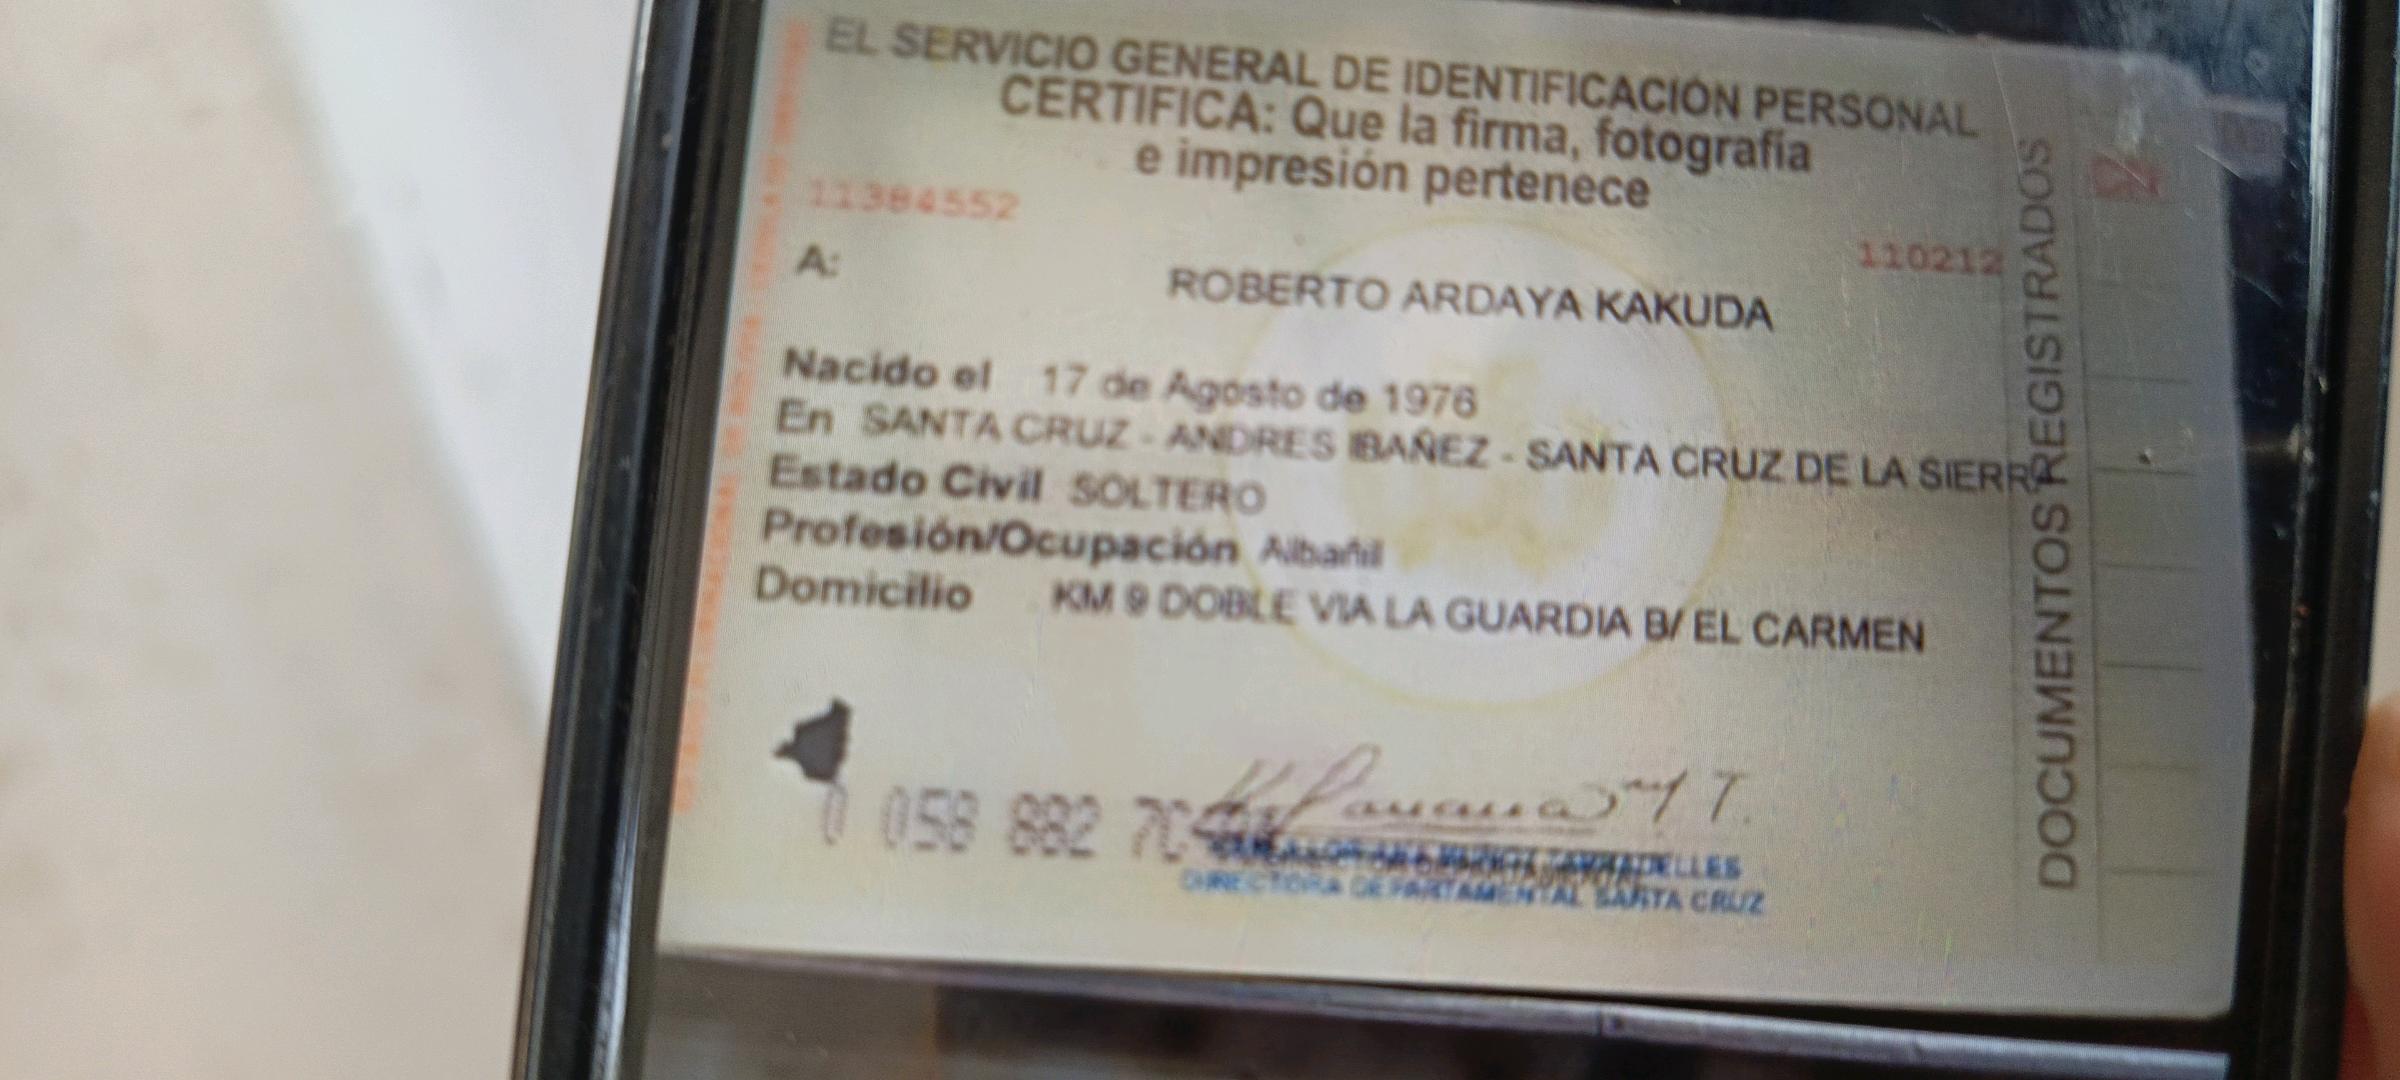 EL SERVICIO GENERAL DE IDENTIFICACIÓN PERSONAL
CERTIFICA: Que la firma, fotografía
e impresión pertenece
11384552
110212
A:
ROBERTO ARDAYA KAKUDA
Nacido el 17 de Agosto de 1976
En SANTA CRUZ - ANDRES IBAÑEZ - SANTA CRUZ DE LA SIERRA
Estado Civil SOLTERO
Profesión/Ocupación Albañil
Domicilio KM 9 DOBLE VIA LA GUARDIA B/ EL CARMEN
0 058 882
DIRECTORA DEPARTAMENTAL SANTA CRUZ
DOCUMENTOS REGISTRADOS